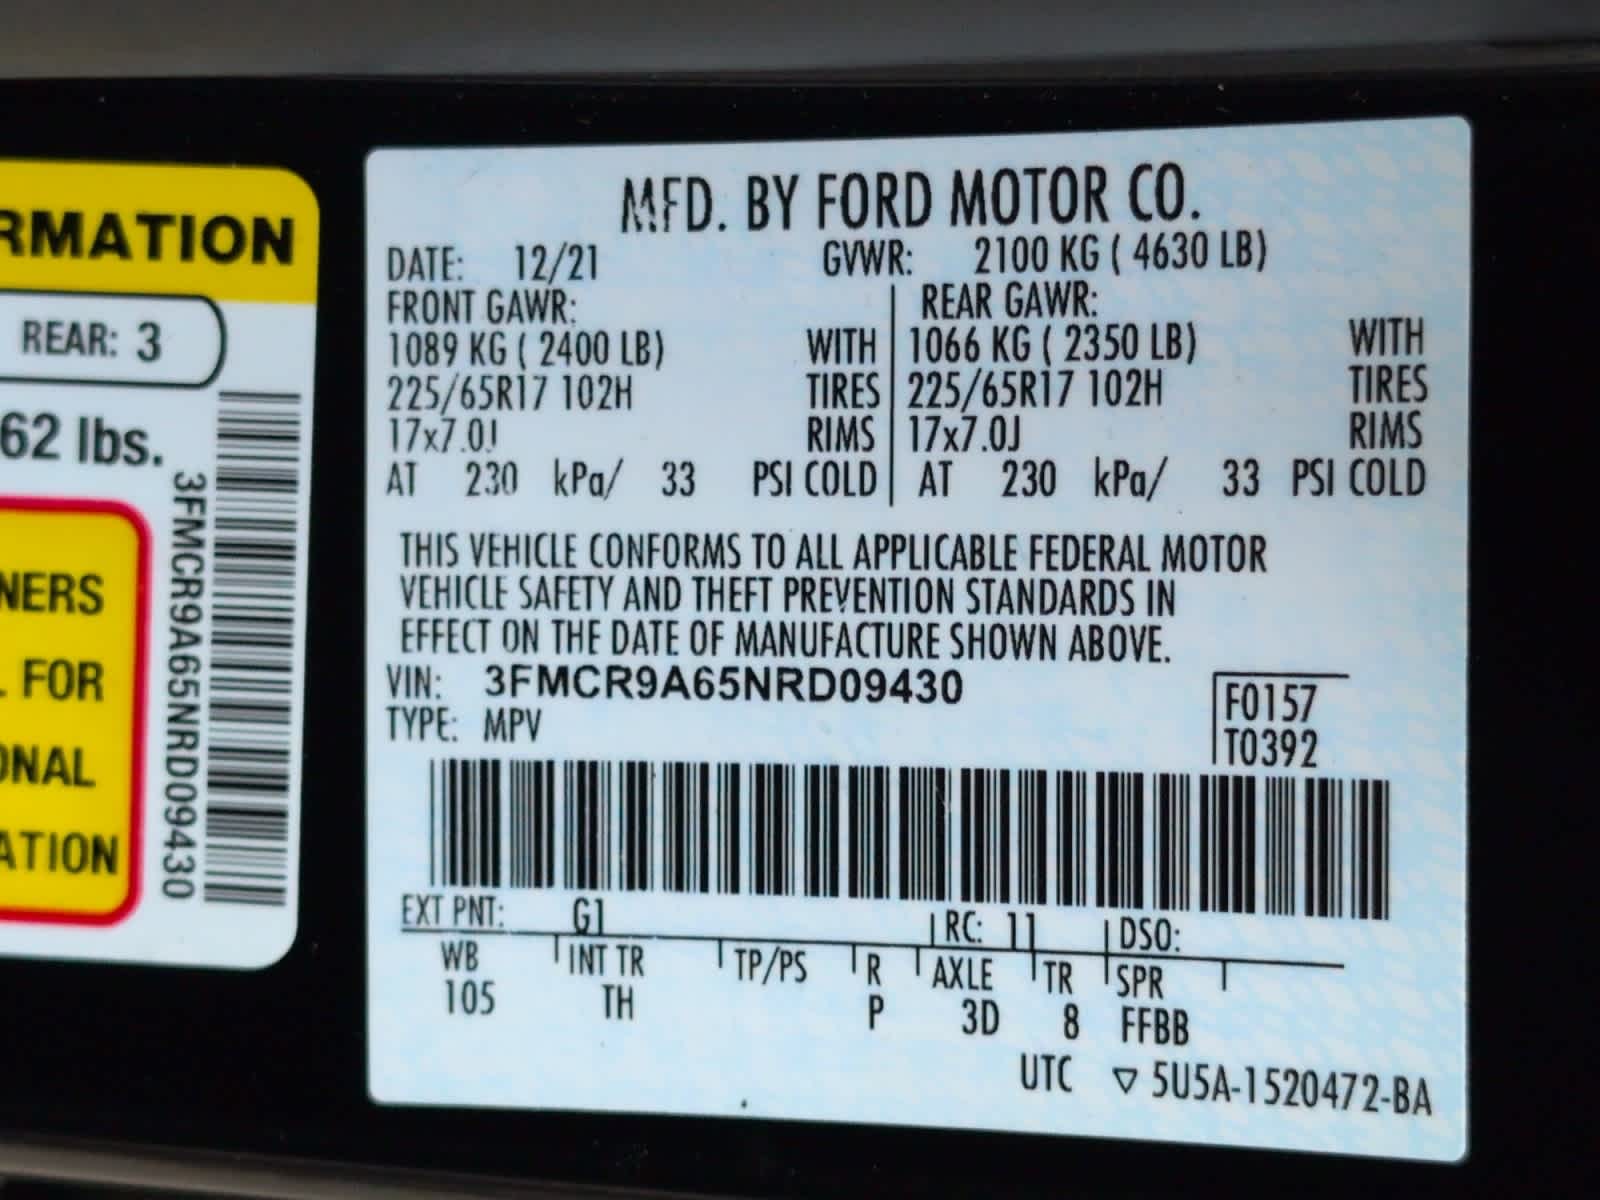 RMATION
REAR: 3
62 lbs.
NERS
FOR
ONAL
ATION
3FMCR9A65NRD09430
MFD. BY FORD MOTOR CO.
DATE: 12/21 GVWR: 2100 KG ( 4630 LB)
FRONT GAWR: REAR GAWR:
1089 KG ( 2400 LB) WITH 1066 KG ( 2350 LB) WITH
225/65R17 102H TIRES 225/65R17 102H TIRES
17x7.0J RIMS 17x7.0J RIMS
AT 230 kPa/ 33 PSI COLD AT 230 kPa/ 33 PSI COLD
THIS VEHICLE CONFORMS TO ALL APPLICABLE FEDERAL MOTOR
VEHICLE SAFETY AND THEFT PREVENTION STANDARDS IN
EFFECT ON THE DATE OF MANUFACTURE SHOWN ABOVE.
VIN: 3FMCR9A65NRD09430 F0157
TYPE: MPV T0392
EXT PNT: G1 RC: 11 DSO:
WB INT TR TP/PS R AXLE TR SPR
105 TH P 3D 8 FFBB
UTC ▽ 5U5A-1520472-BA